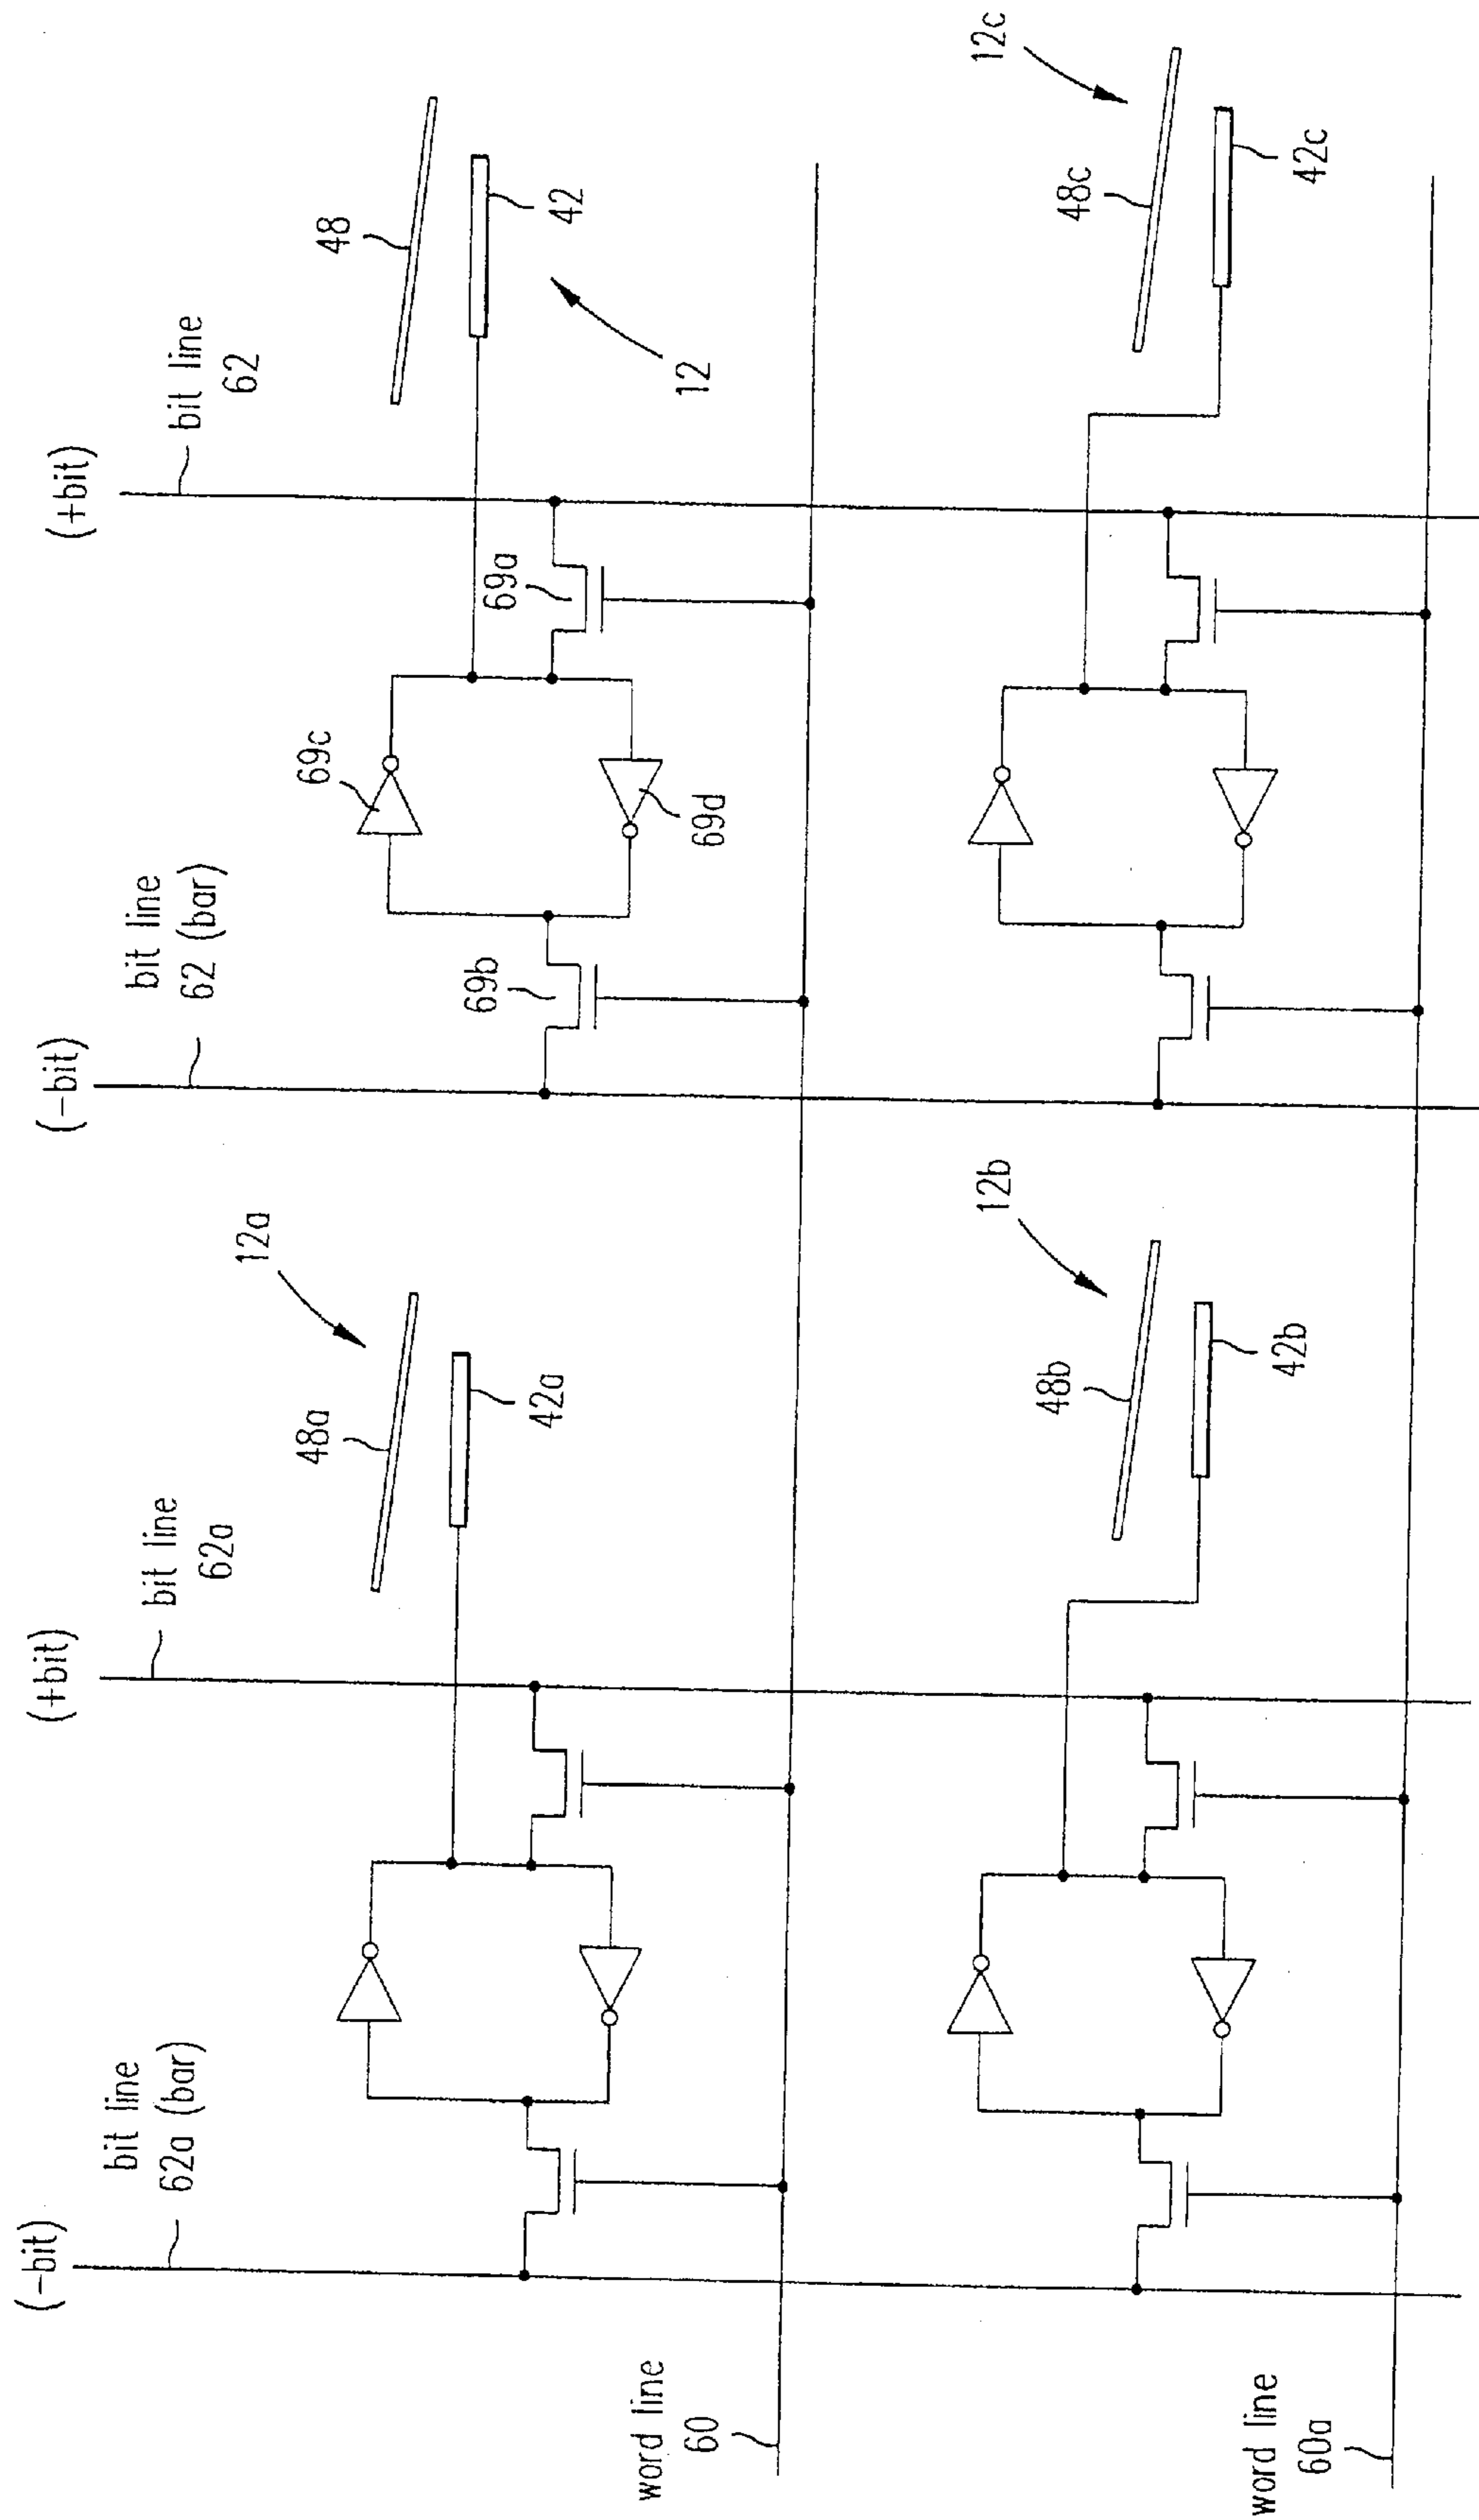 (−bit)
(+bit)
(−bit)
(+bit)
bit line
62a (bar)
bit line
62a
bit line
62 (bar)
bit line
62
12a
48a
42a
69b
69c
69d
69a
48
42
12
word line
60
12b
48b
42b
12c
48c
42c
word line
60a